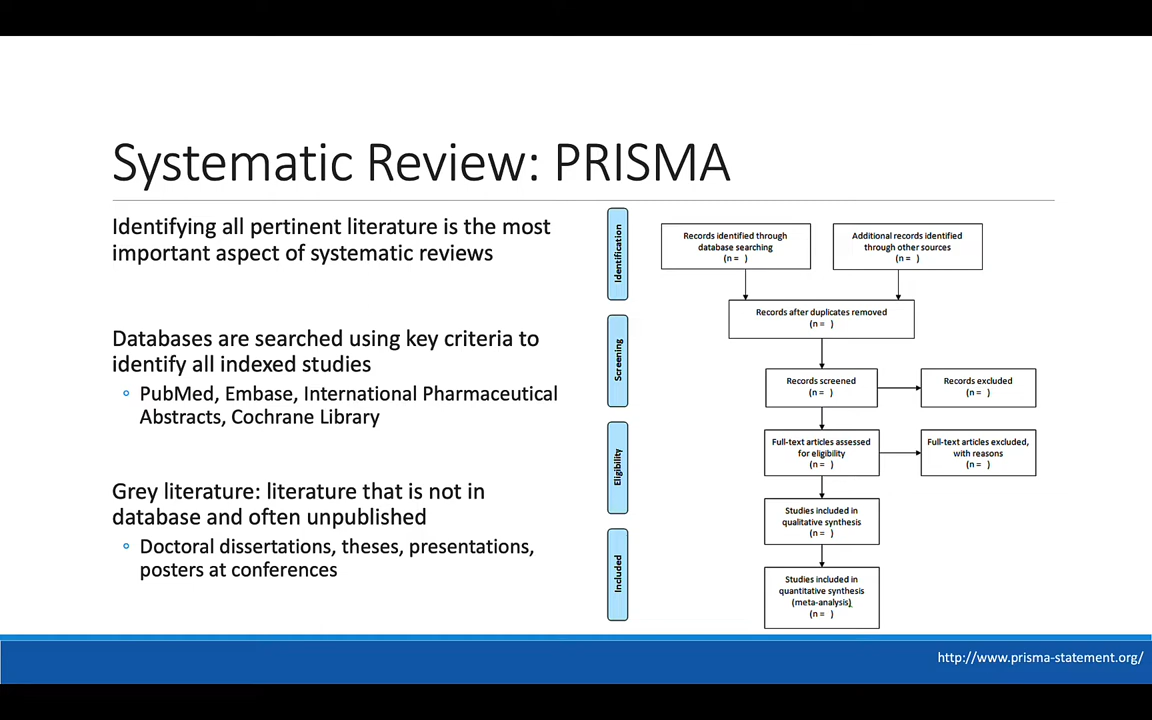 Systematic Review: PRISMA
Identifying all pertinent literature is the most
important aspect of systematic reviews
Databases are searched using key criteria to
identify all indexed studies
PubMed, Embase, International Pharmaceutical
Abstracts, Cochrane Library
Grey literature: literature that is not in
database and often unpublished
Doctoral dissertations, theses, presentations,
posters at conferences
Identification
Records identified through
database searching
(n = )
Additional records identified
through other sources
(n = )
Records after duplicates removed
(n = )
Screening
Records screened
(n = )
Records excluded
(n = )
Eligibility
Full-text articles assessed
for eligibility
(n = )
Full-text articles excluded,
with reasons
(n = )
Studies included in
qualitative synthesis
(n = )
Included
Studies included in
quantitative synthesis
(meta-analysis)
(n = )
http://www.prisma-statement.org/